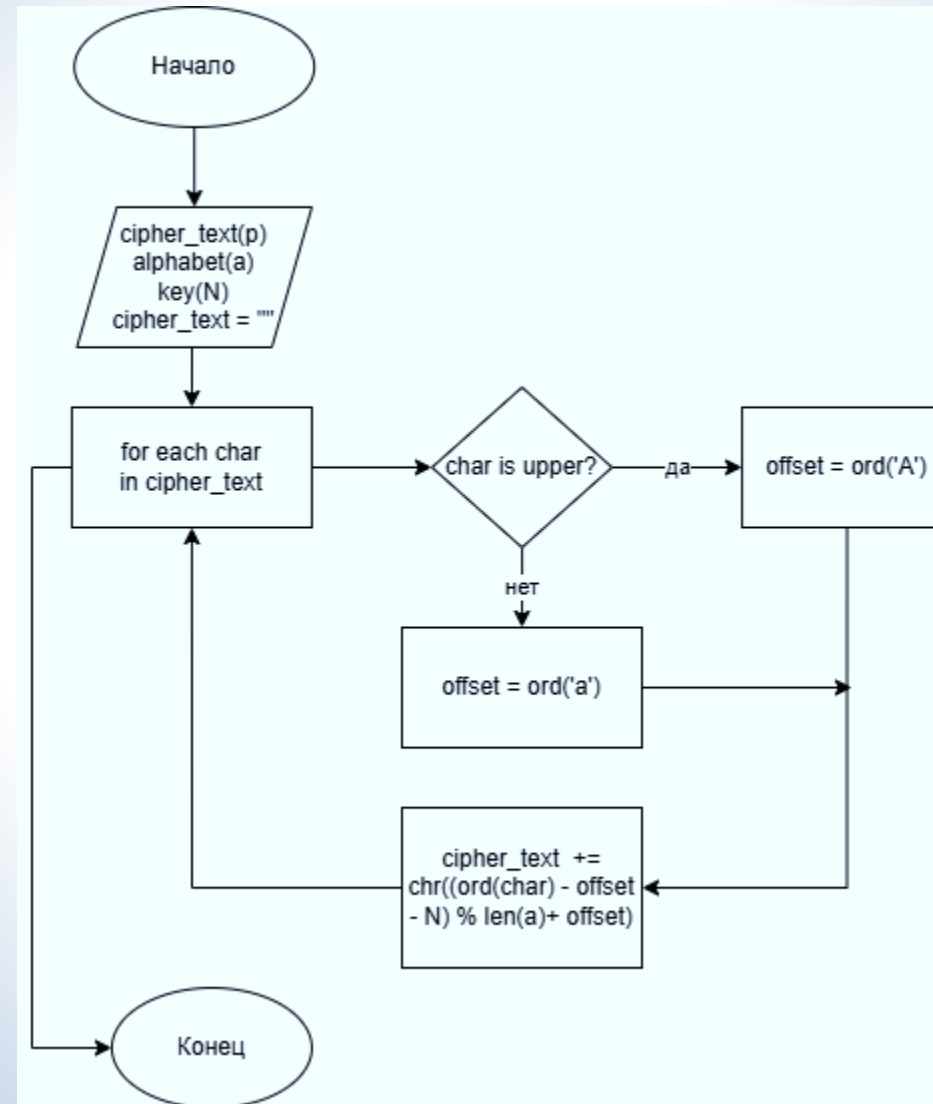 Начало
cipher_text(p)
alphabet(a)
key(N)
cipher_text = ""
for each char
in cipher_text
char is upper?
да
offset = ord('A')
нет
offset = ord('a')
cipher_text +=
chr((ord(char) - offset
- N) % len(a)+ offset)
Конец